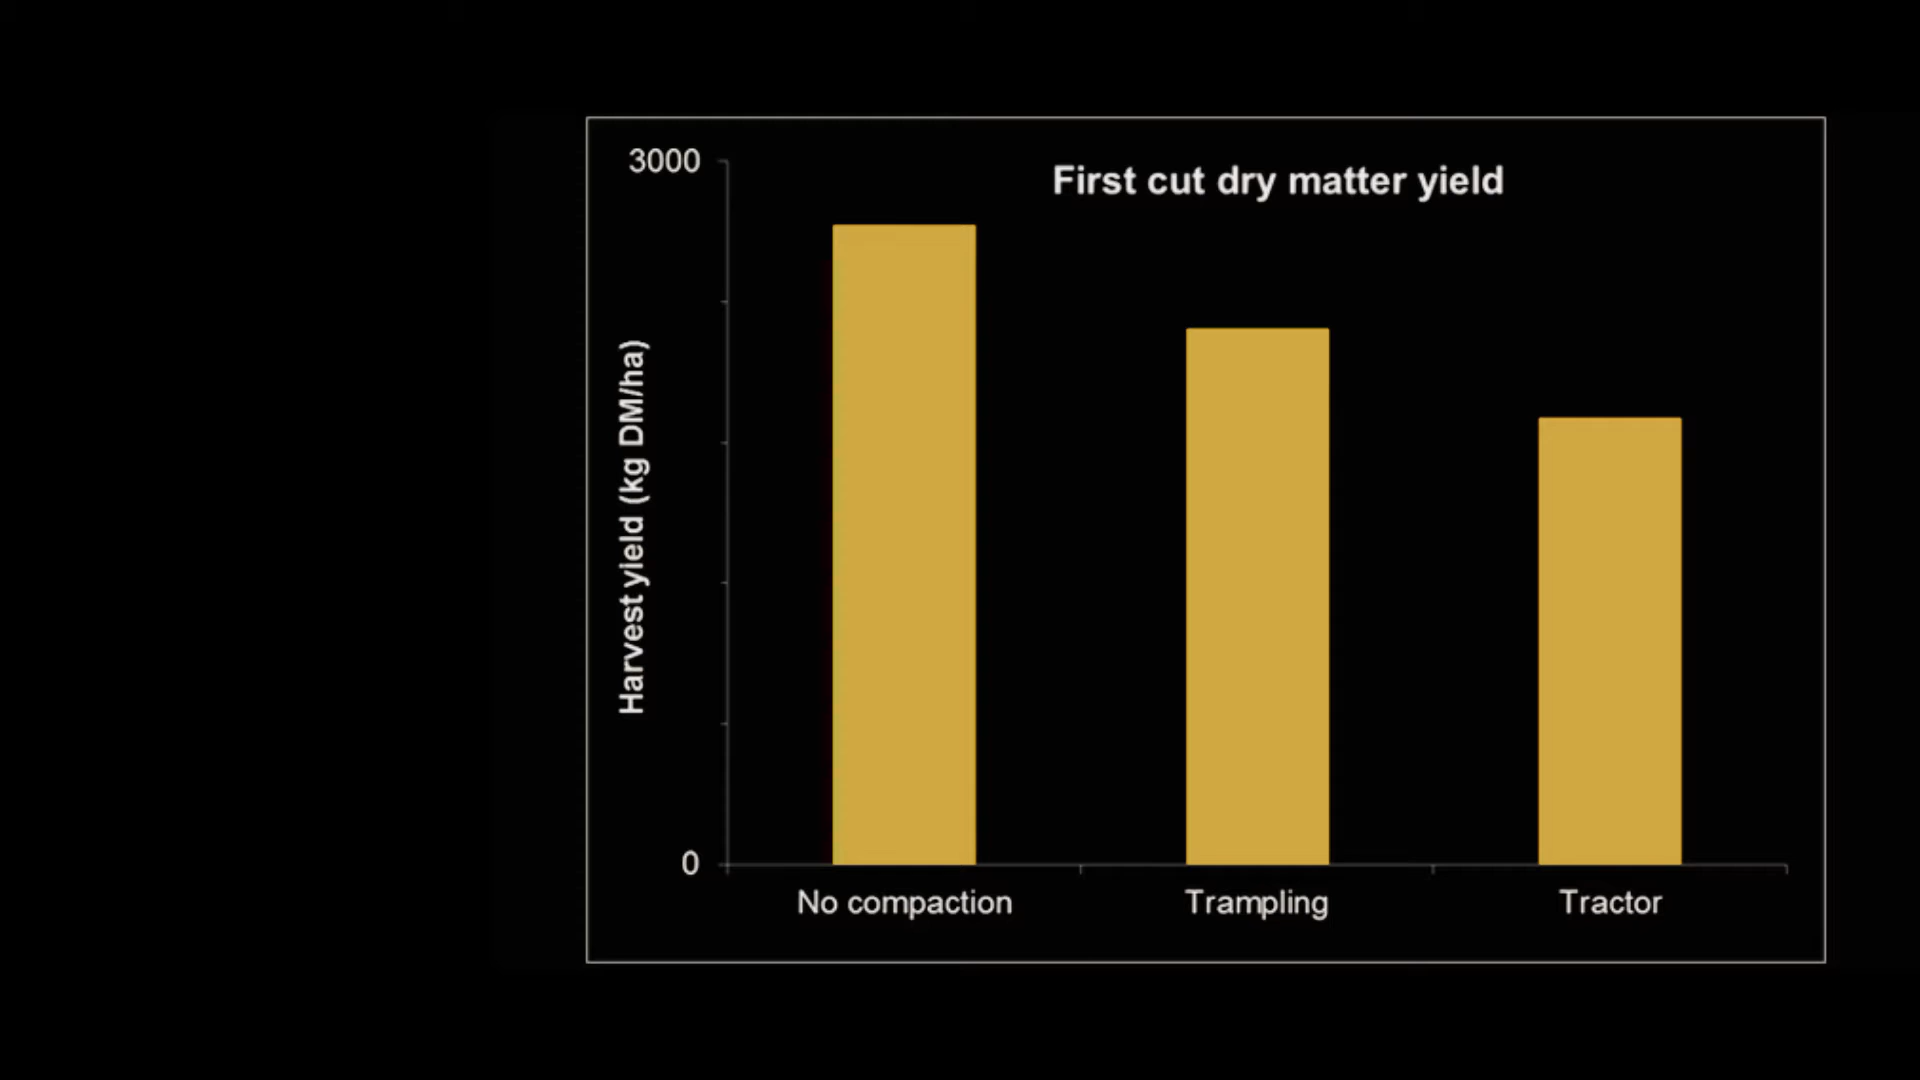 First cut dry matter yield
3000
Harvest yield (kg DM/ha)
0
No compaction
Trampling
Tractor